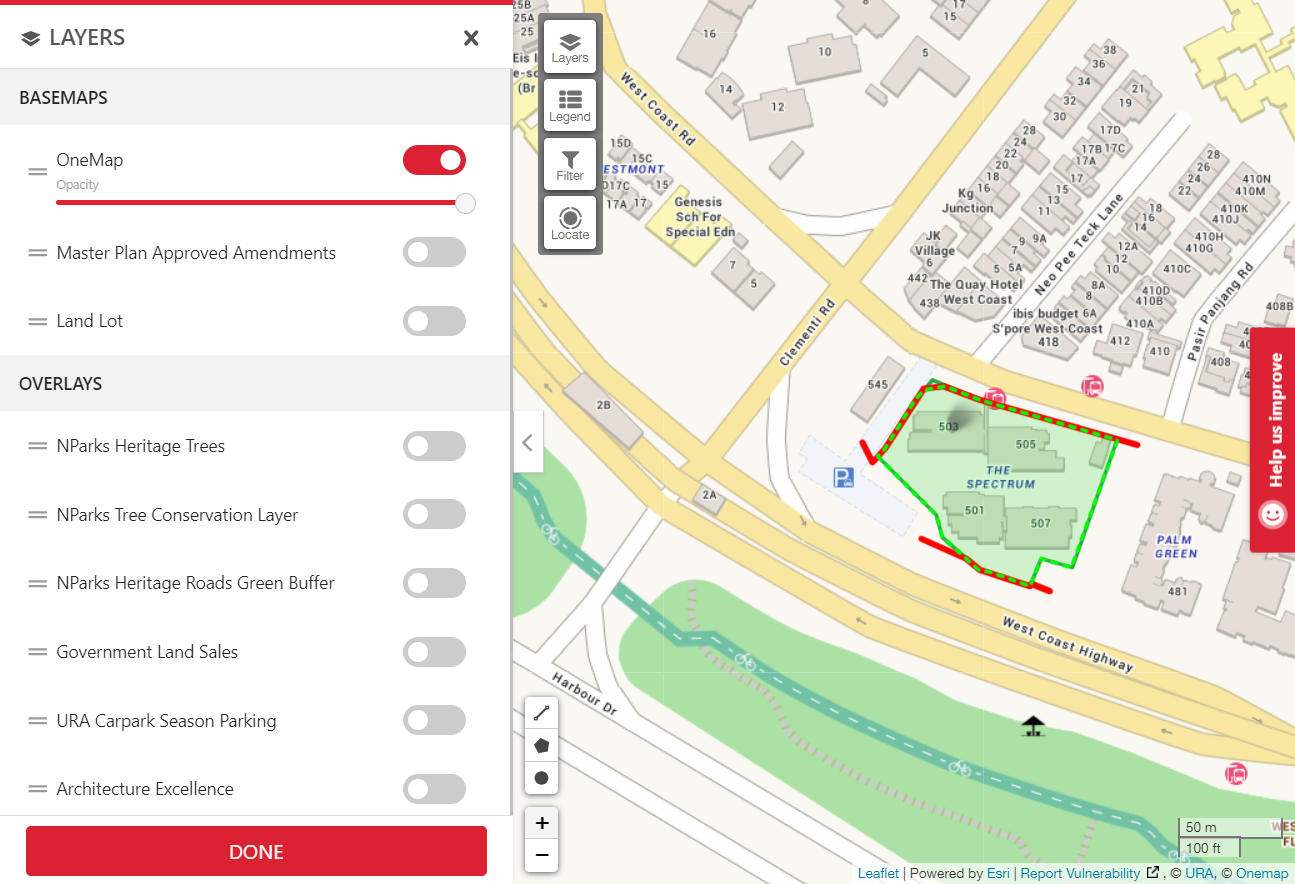 LAYERS
BASEMAPS
OneMap
Opacity
Master Plan Approved Amendments
Land Lot
OVERLAYS
NParks Heritage Trees
NParks Tree Conservation Layer
NParks Heritage Roads Green Buffer
Government Land Sales
URA Carpark Season Parking
Architecture Excellence
DONE
Layers
Legend
Filter
Locate
25B
25A
25
Eis
(Br
16
8
17
15
10
5
14
12
West Coast Rd
15D
15C
ESTMONT
17C
15
17A
17
Genesis
Sch For
Special Edn
7
5
38
36
34
32
30
21
19
28
24
22
20
18
16
17D
17B
17C
17A
15
17
13
11
Kg
Junction
JK
Village
6
7
9
9A
5
5A
442
The Quay Hotel
West Coast
438
Neo Pee Teck Lane
28
26
24
22
18
16
14
12A
12
10
8A
8
6A
ibis budget
S'pore West Coast
418
410N
410M
410K
410J
410H
410G
410C
410D
410B
410A
412
410
Pasir Panjang Rd
408B
408
Clementi Rd
545
2B
2A
503
505
THE
SPECTRUM
501
507
P
PALM
GREEN
481
West Coast Highway
Harbour Dr
Help us improve
+
−
50 m
100 ft
WES
FL
Leaflet | Powered by Esri | Report Vulnerability , © URA, © Onemap